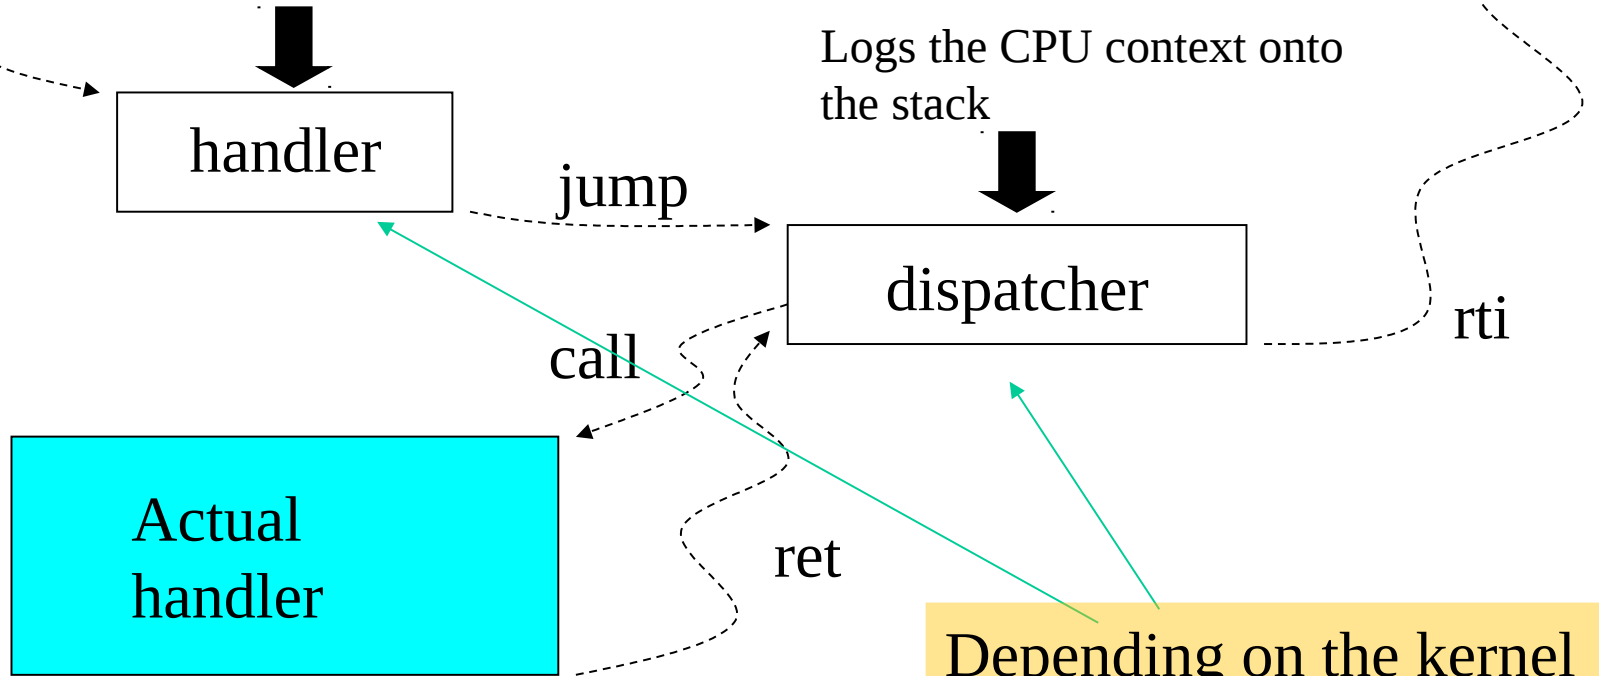 Logs the CPU context onto
the stack
handler
jump
dispatcher
rti
call
Actual
handler
ret
Depending on the kernel